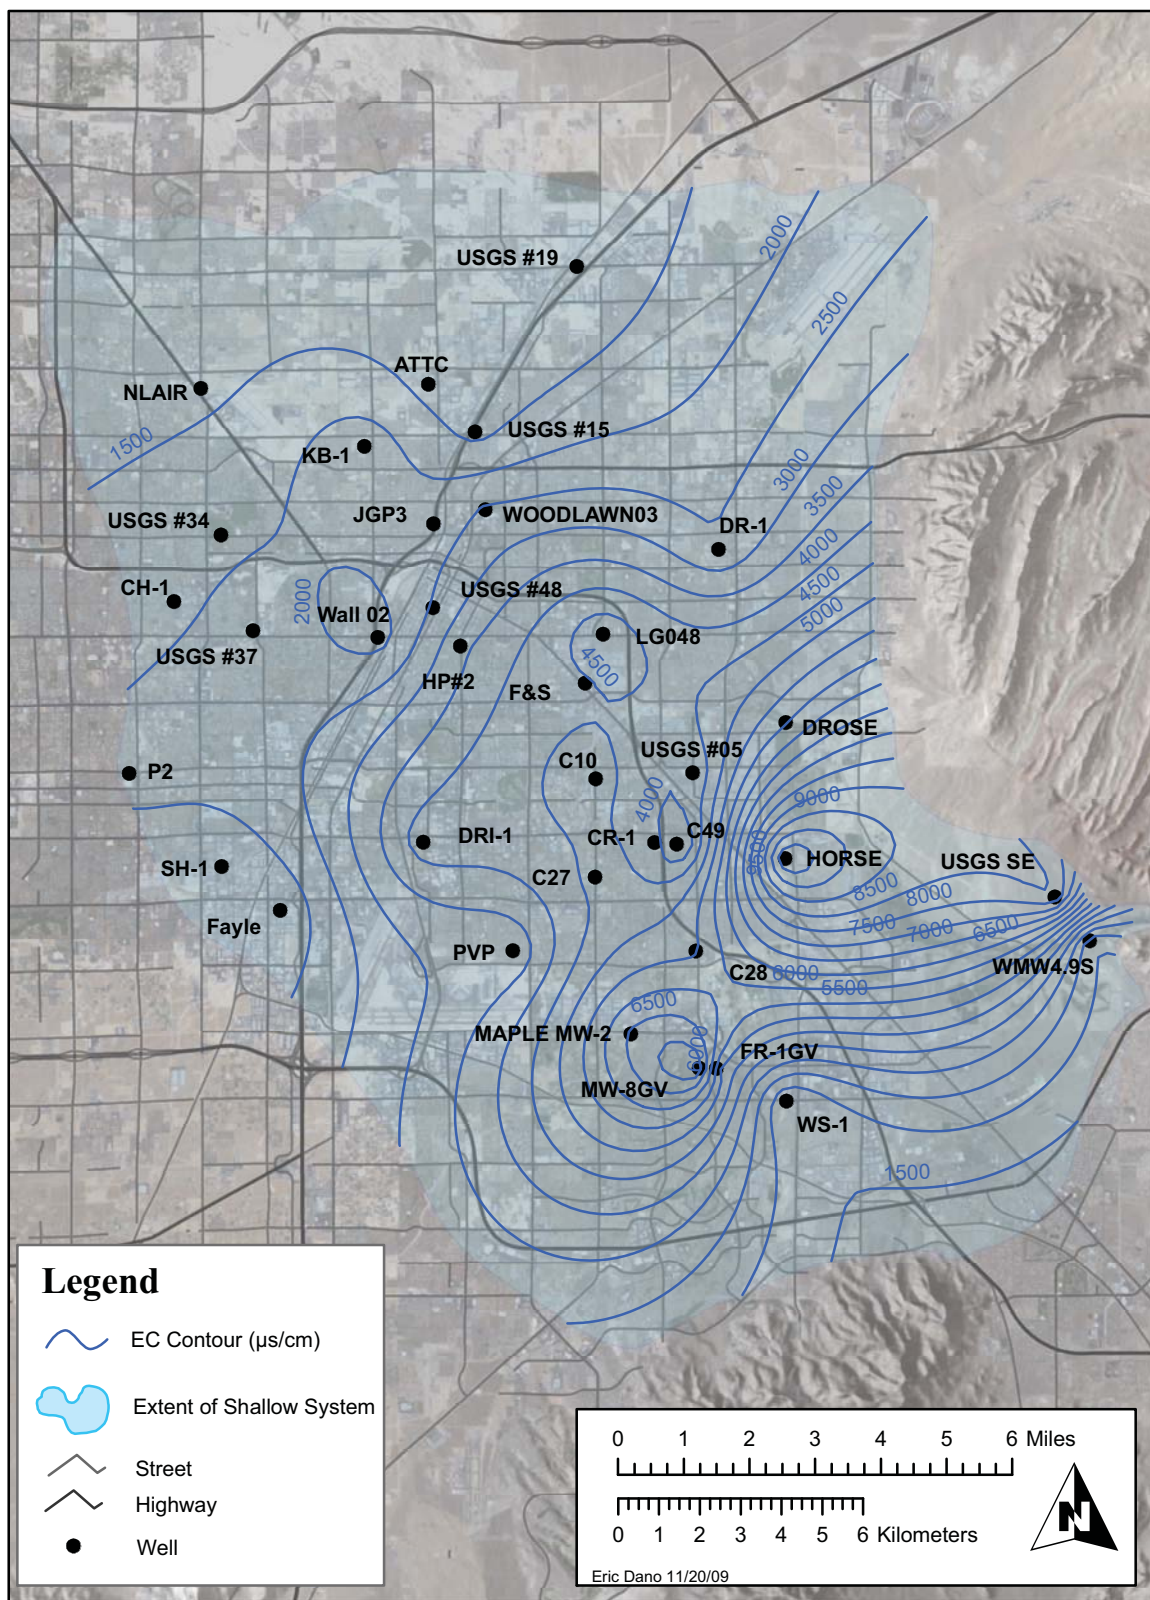 2000
USGS #19
2500
ATTC
NLAIR
1500
USGS #15
KB-1
3000
3500
JGP3
WOODLAWN03
USGS #34
DR-1
4000
4500
CH-1
2000
USGS #48
5000
Wall 02
LG048
USGS #37
4500
HP#2
F&S
DROSE
USGS #05
P2
C10
9000
4000
DRI-1
CR-1
C49
9500
HORSE
USGS SE
SH-1
C27
8500
8000
Fayle
7500
7000
6500
PVP
C28
6000
WMW4.9S
5500
6500
MAPLE MW-2
8000
FR-1GV
MW-8GV
WS-1
1500
Legend
EC Contour (µs/cm)
Extent of Shallow System
Street
Highway
Well
0 1 2 3 4 5 6 Miles
0 1 2 3 4 5 6 Kilometers
N
Eric Dano 11/20/09